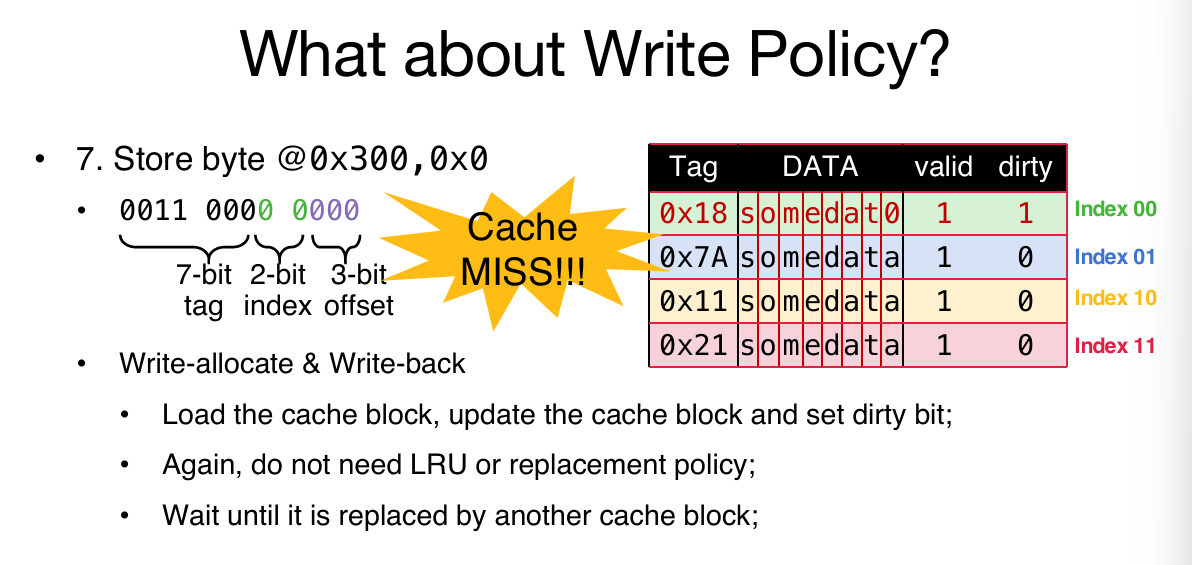 What about Write Policy?
• 7. Store byte @0x300,0x0
• 0011 0000 0000
7-bit tag
2-bit index
3-bit offset
Cache MISS!!!
Tag DATA valid dirty
0x18 s o m e d a t 0 1 1 Index 00
0x7A s o m e d a t a 1 0 Index 01
0x11 s o m e d a t a 1 0 Index 10
0x21 s o m e d a t a 1 0 Index 11
• Write-allocate & Write-back
• Load the cache block, update the cache block and set dirty bit;
• Again, do not need LRU or replacement policy;
• Wait until it is replaced by another cache block;